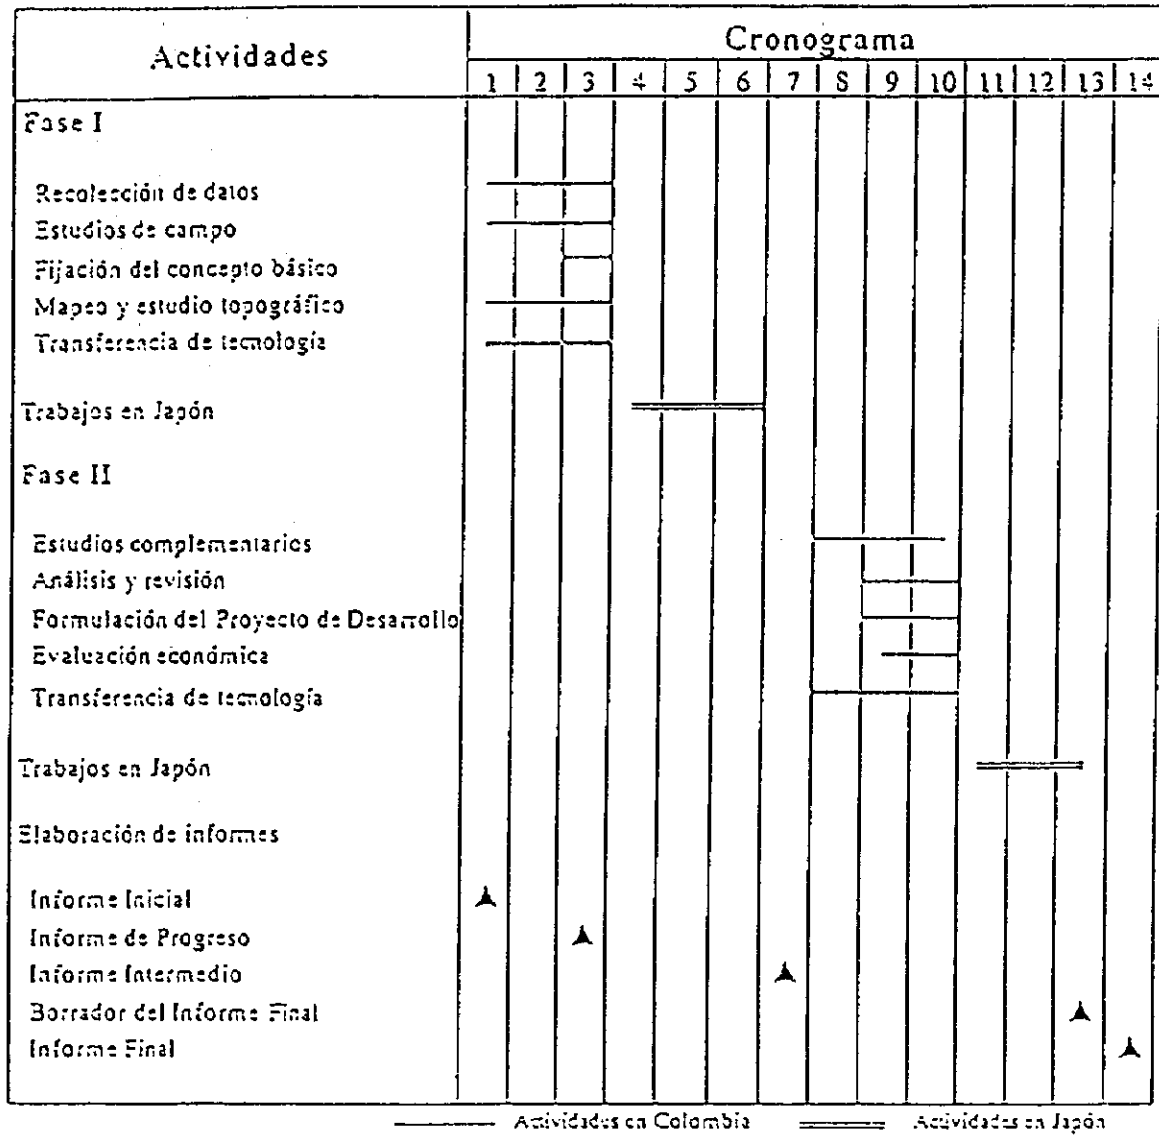 Actividades
Cronograma
1 2 3 4 5 6 7 8 9 10 11 12 13 14
Fase I
Recolección de datos
Estudios de campo
Fijación del concepto básico
Mapeo y estudio topográfico
Transferencia de tecnología
Trabajos en Japón
Fase II
Estudios complementarios
Análisis y revisión
Formulación del Proyecto de Desarrollo
Evaluación económica
Transferencia de tecnología
Trabajos en Japón
Elaboración de informes
Informe Inicial
Informe de Progreso
Informe Intermedio
Borrador del Informe Final
Informe Final
Actividades en Colombia Actividades en Japón